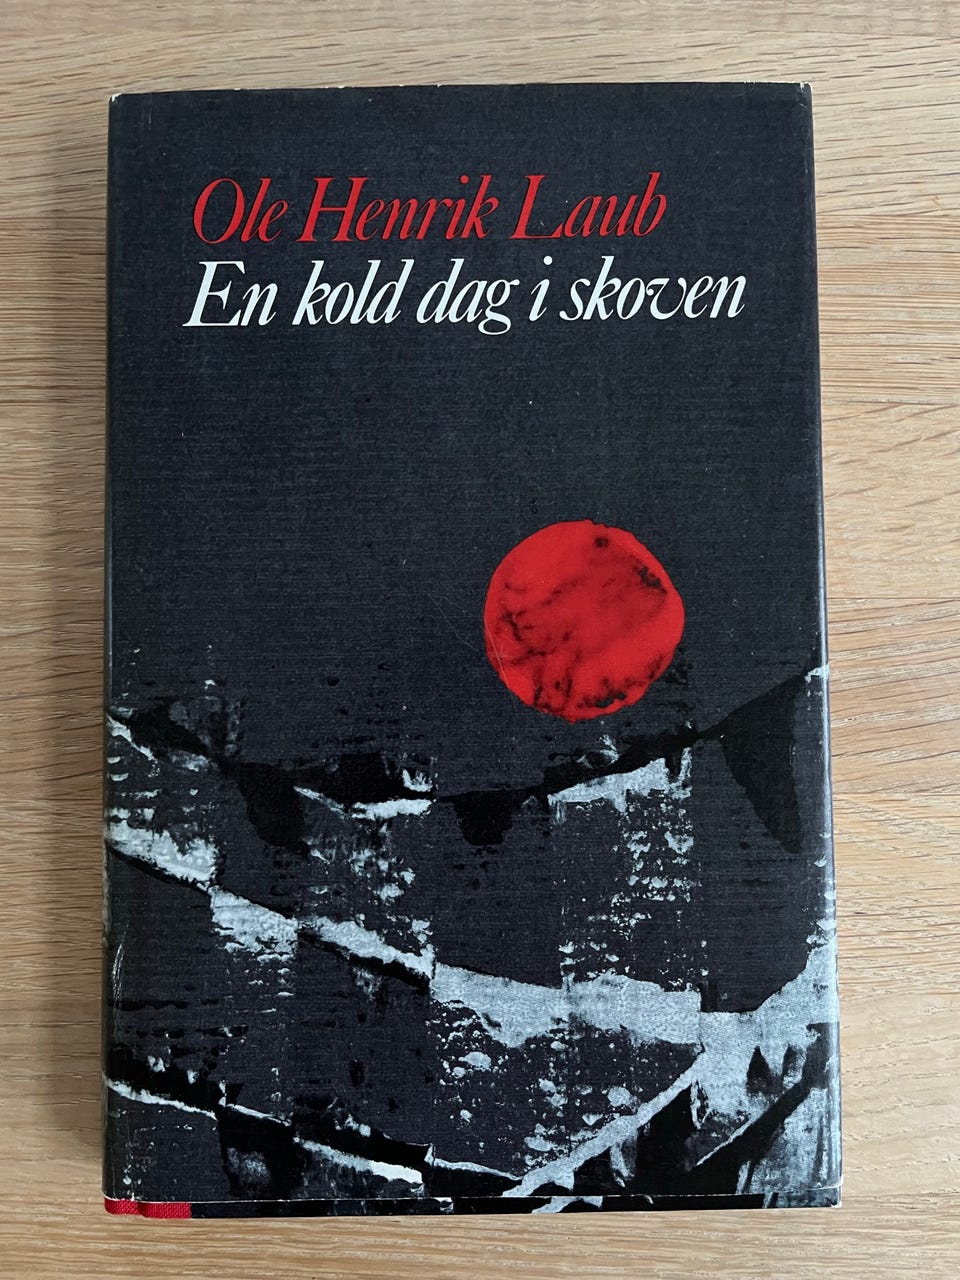 Ole Henrik Laub
En kold dag i skoven